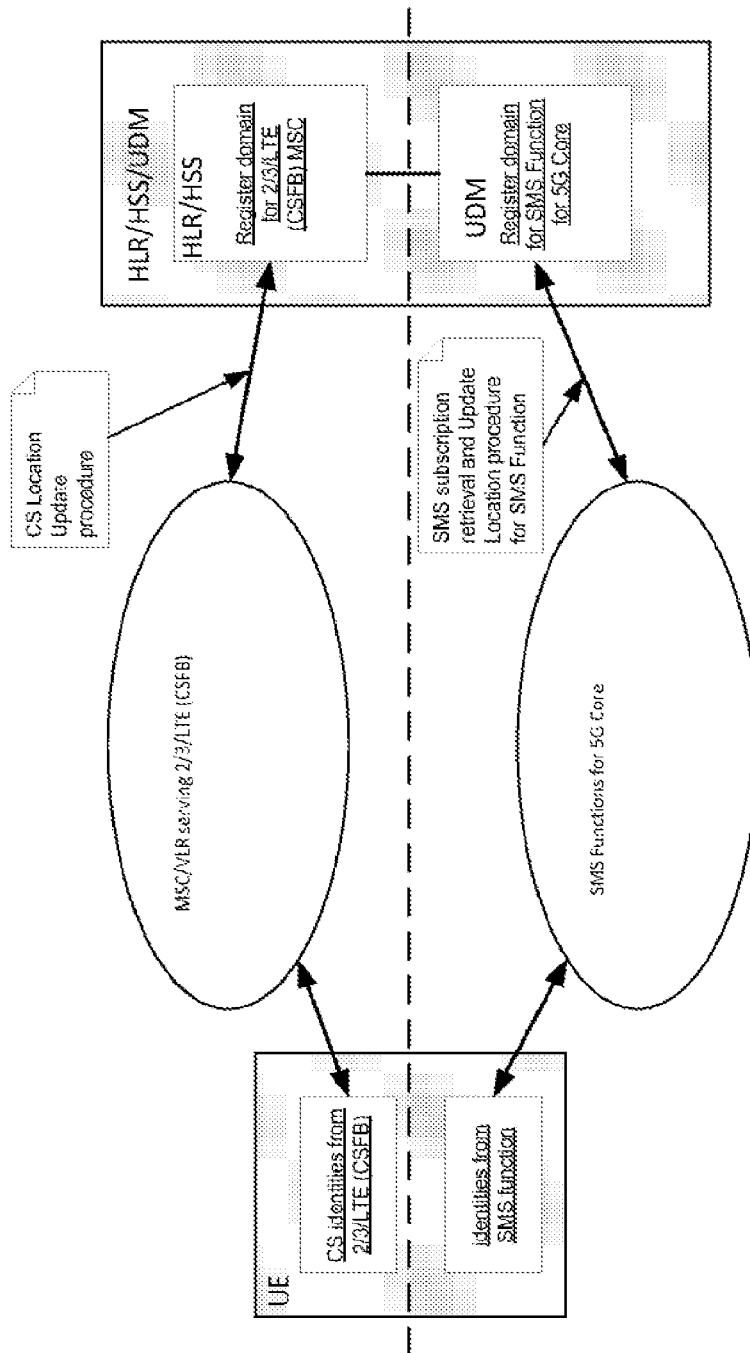 UE
CS identities from
2/3/LTE (CSFB)
identities from
SMS function
MSC/VLR serving 2/3/LTE (CSFB)
SMS Functions for 5G Core
CS Location
Update
procedure
SMS subscription
retrieval and Update
Location procedure
for SMS Function
HLR/HSS/UDM
HLR/HSS
Register domain
for 2/3/LTE
(CSFB) MSC
UDM
Register domain
for SMS Function
for 5G Core